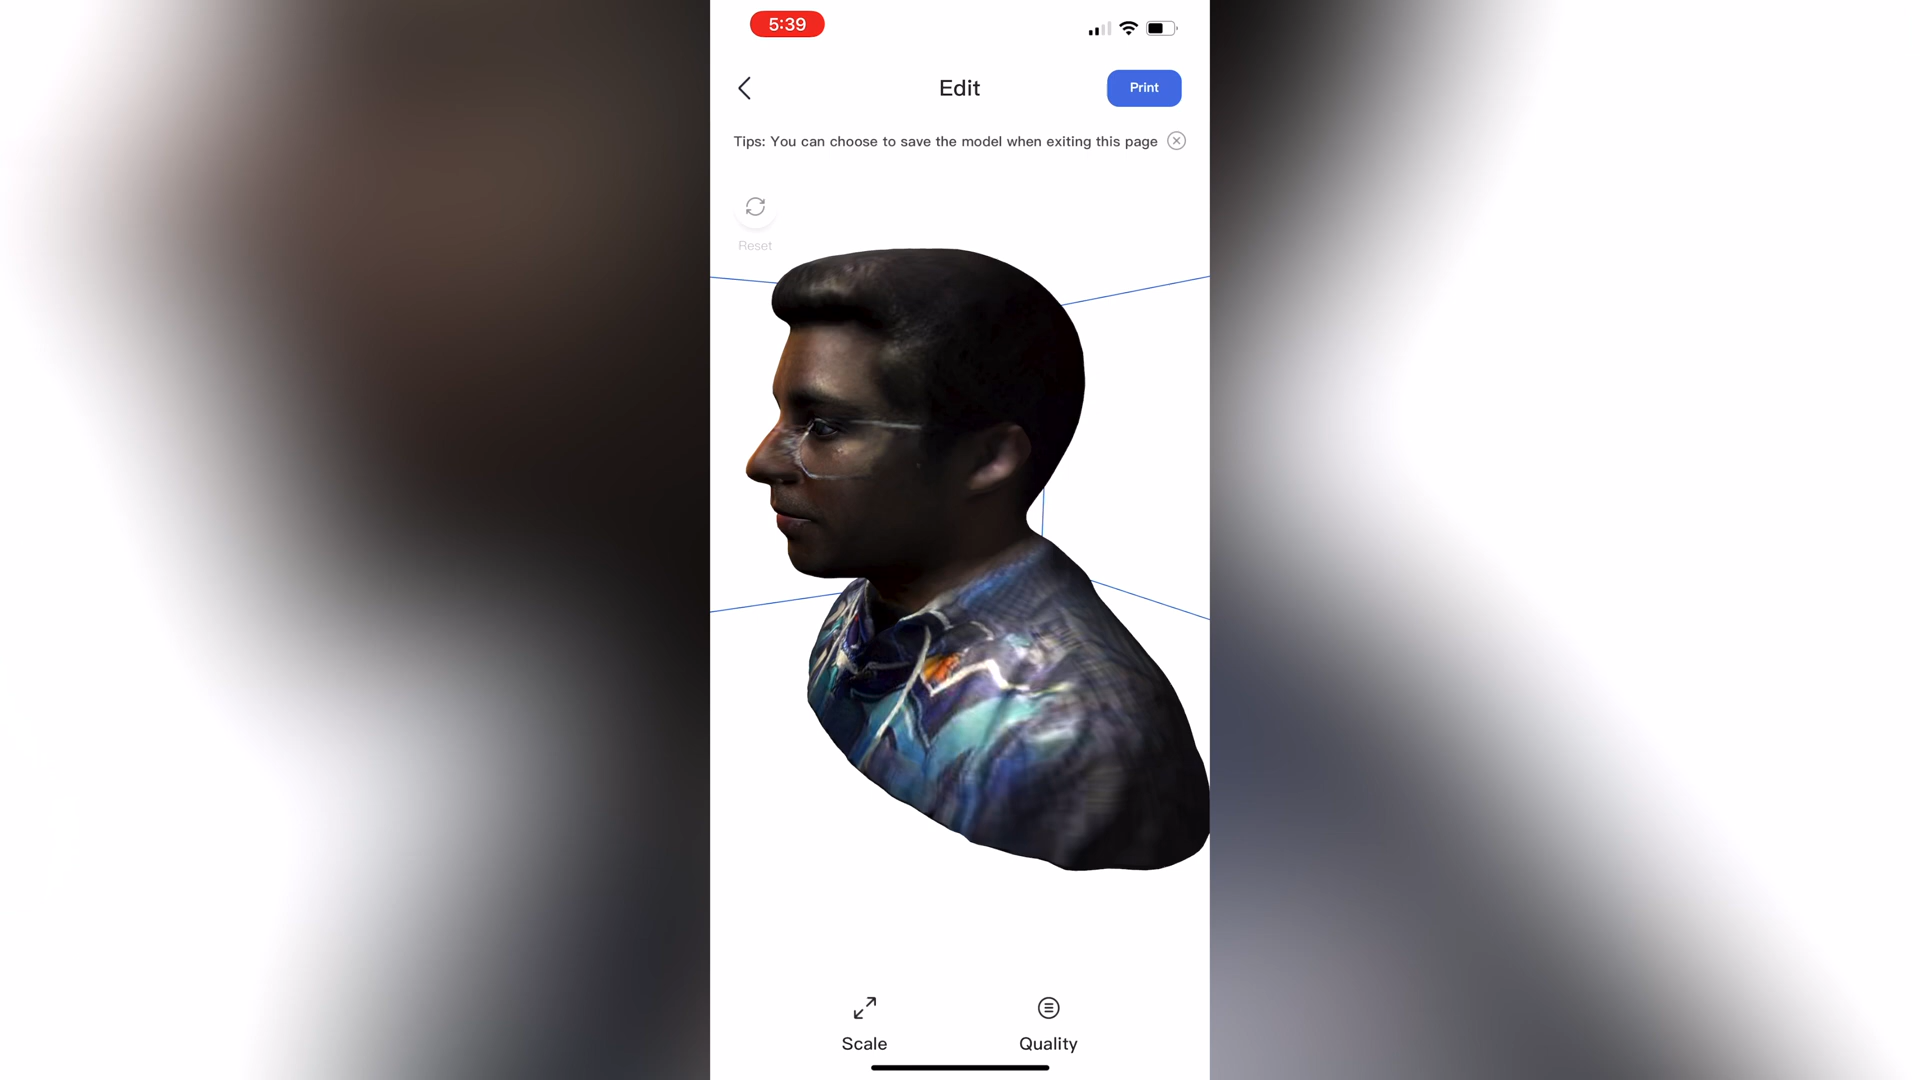 5:39
Edit
Print
Tips: You can choose to save the model when exiting this page
Reset
Scale
Quality